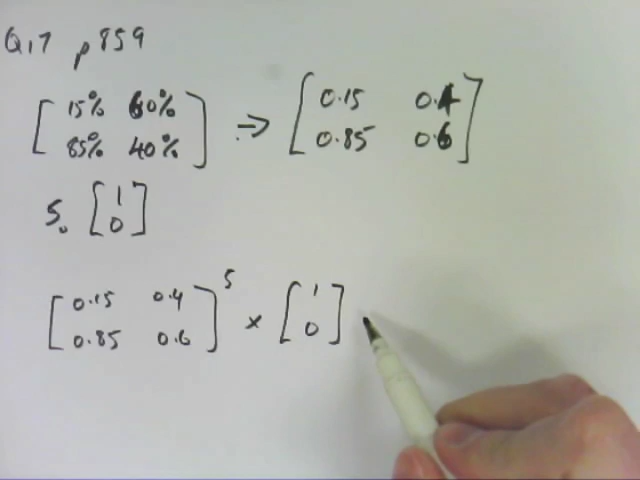 Q17 p859
[15% 60% / 85% 40%] → [0.15 0.4 / 0.85 0.6]
S₀ [1 / 0]
[0.15 0.4 / 0.85 0.6]⁵ × [1 / 0]